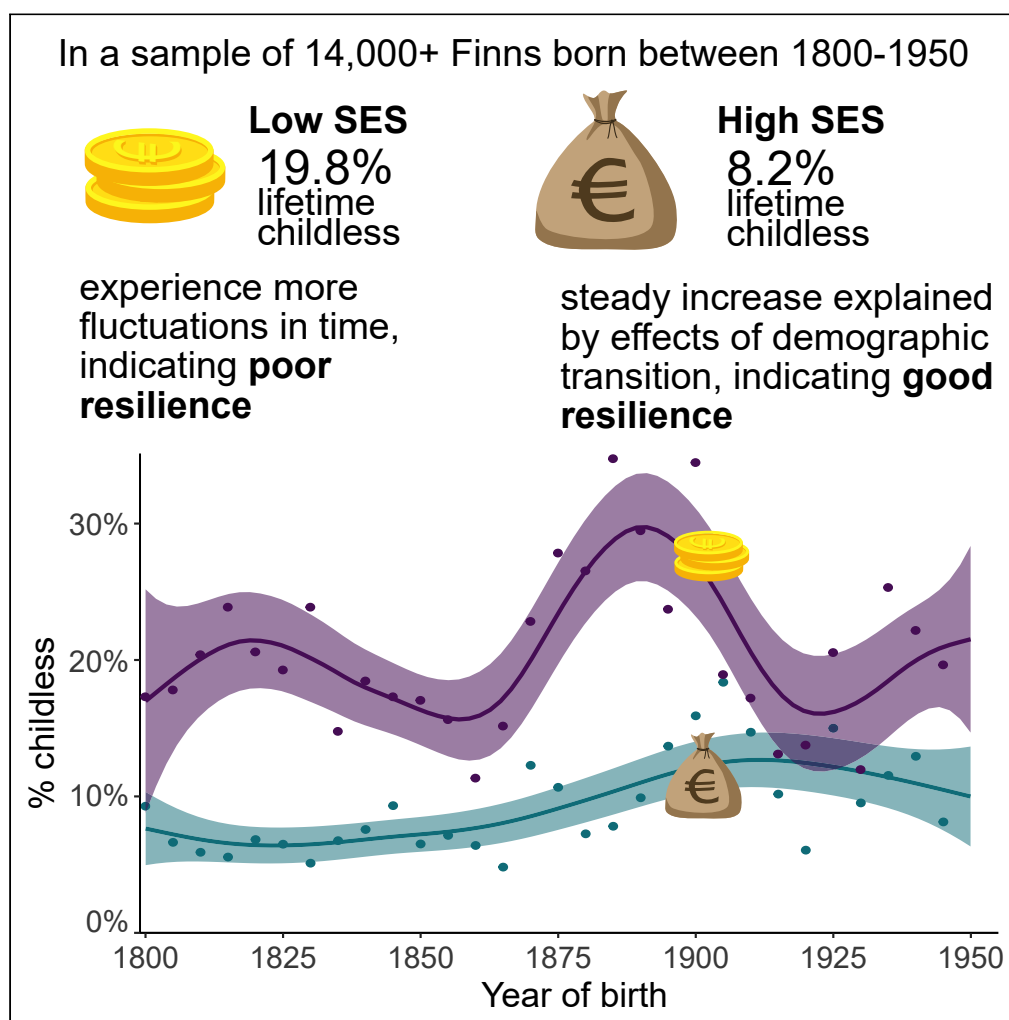 In a sample of 14,000+ Finns born between 1800-1950
Low SES
19.8%
lifetime
childless
High SES
8.2%
lifetime
childless
experience more
fluctuations in time,
indicating poor
resilience
steady increase explained
by effects of demographic
transition, indicating good
resilience
€
% childless
30%
20%
10%
0%
€
1800
1825
1850
1875
1900
1925
1950
Year of birth